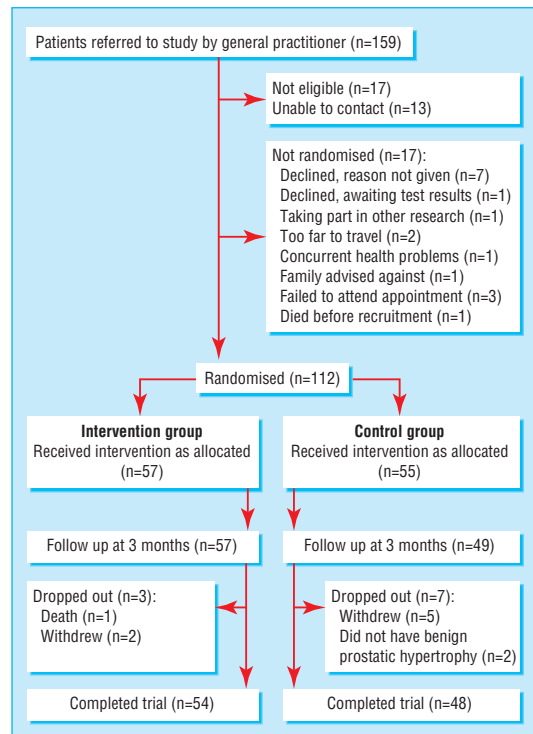 Patients referred to study by general practitioner (n=159)
Not eligible (n=17)
Unable to contact (n=13)
Not randomised (n=17):
Declined, reason not given (n=7)
Declined, awaiting test results (n=1)
Taking part in other research (n=1)
Too far to travel (n=2)
Concurrent health problems (n=1)
Family advised against (n=1)
Failed to attend appointment (n=3)
Died before recruitment (n=1)
Randomised (n=112)
Intervention group
Received intervention as allocated
(n=57)
Control group
Received intervention as allocated
(n=55)
Follow up at 3 months (n=57)
Follow up at 3 months (n=49)
Dropped out (n=3):
Death (n=1)
Withdrew (n=2)
Dropped out (n=7):
Withdrew (n=5)
Did not have benign
prostatic hypertrophy (n=2)
Completed trial (n=54)
Completed trial (n=48)